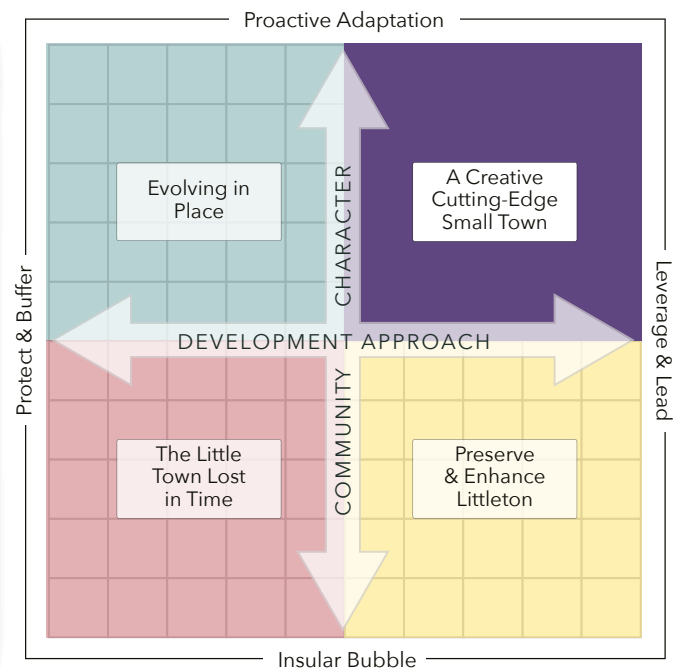 Proactive Adaptation
Evolving in
Place
A Creative
Cutting-Edge
Small Town
CHARACTER
Protect & Buffer
DEVELOPMENT APPROACH
Leverage & Lead
COMMUNITY
The Little
Town Lost
in Time
Preserve
& Enhance
Littleton
Insular Bubble